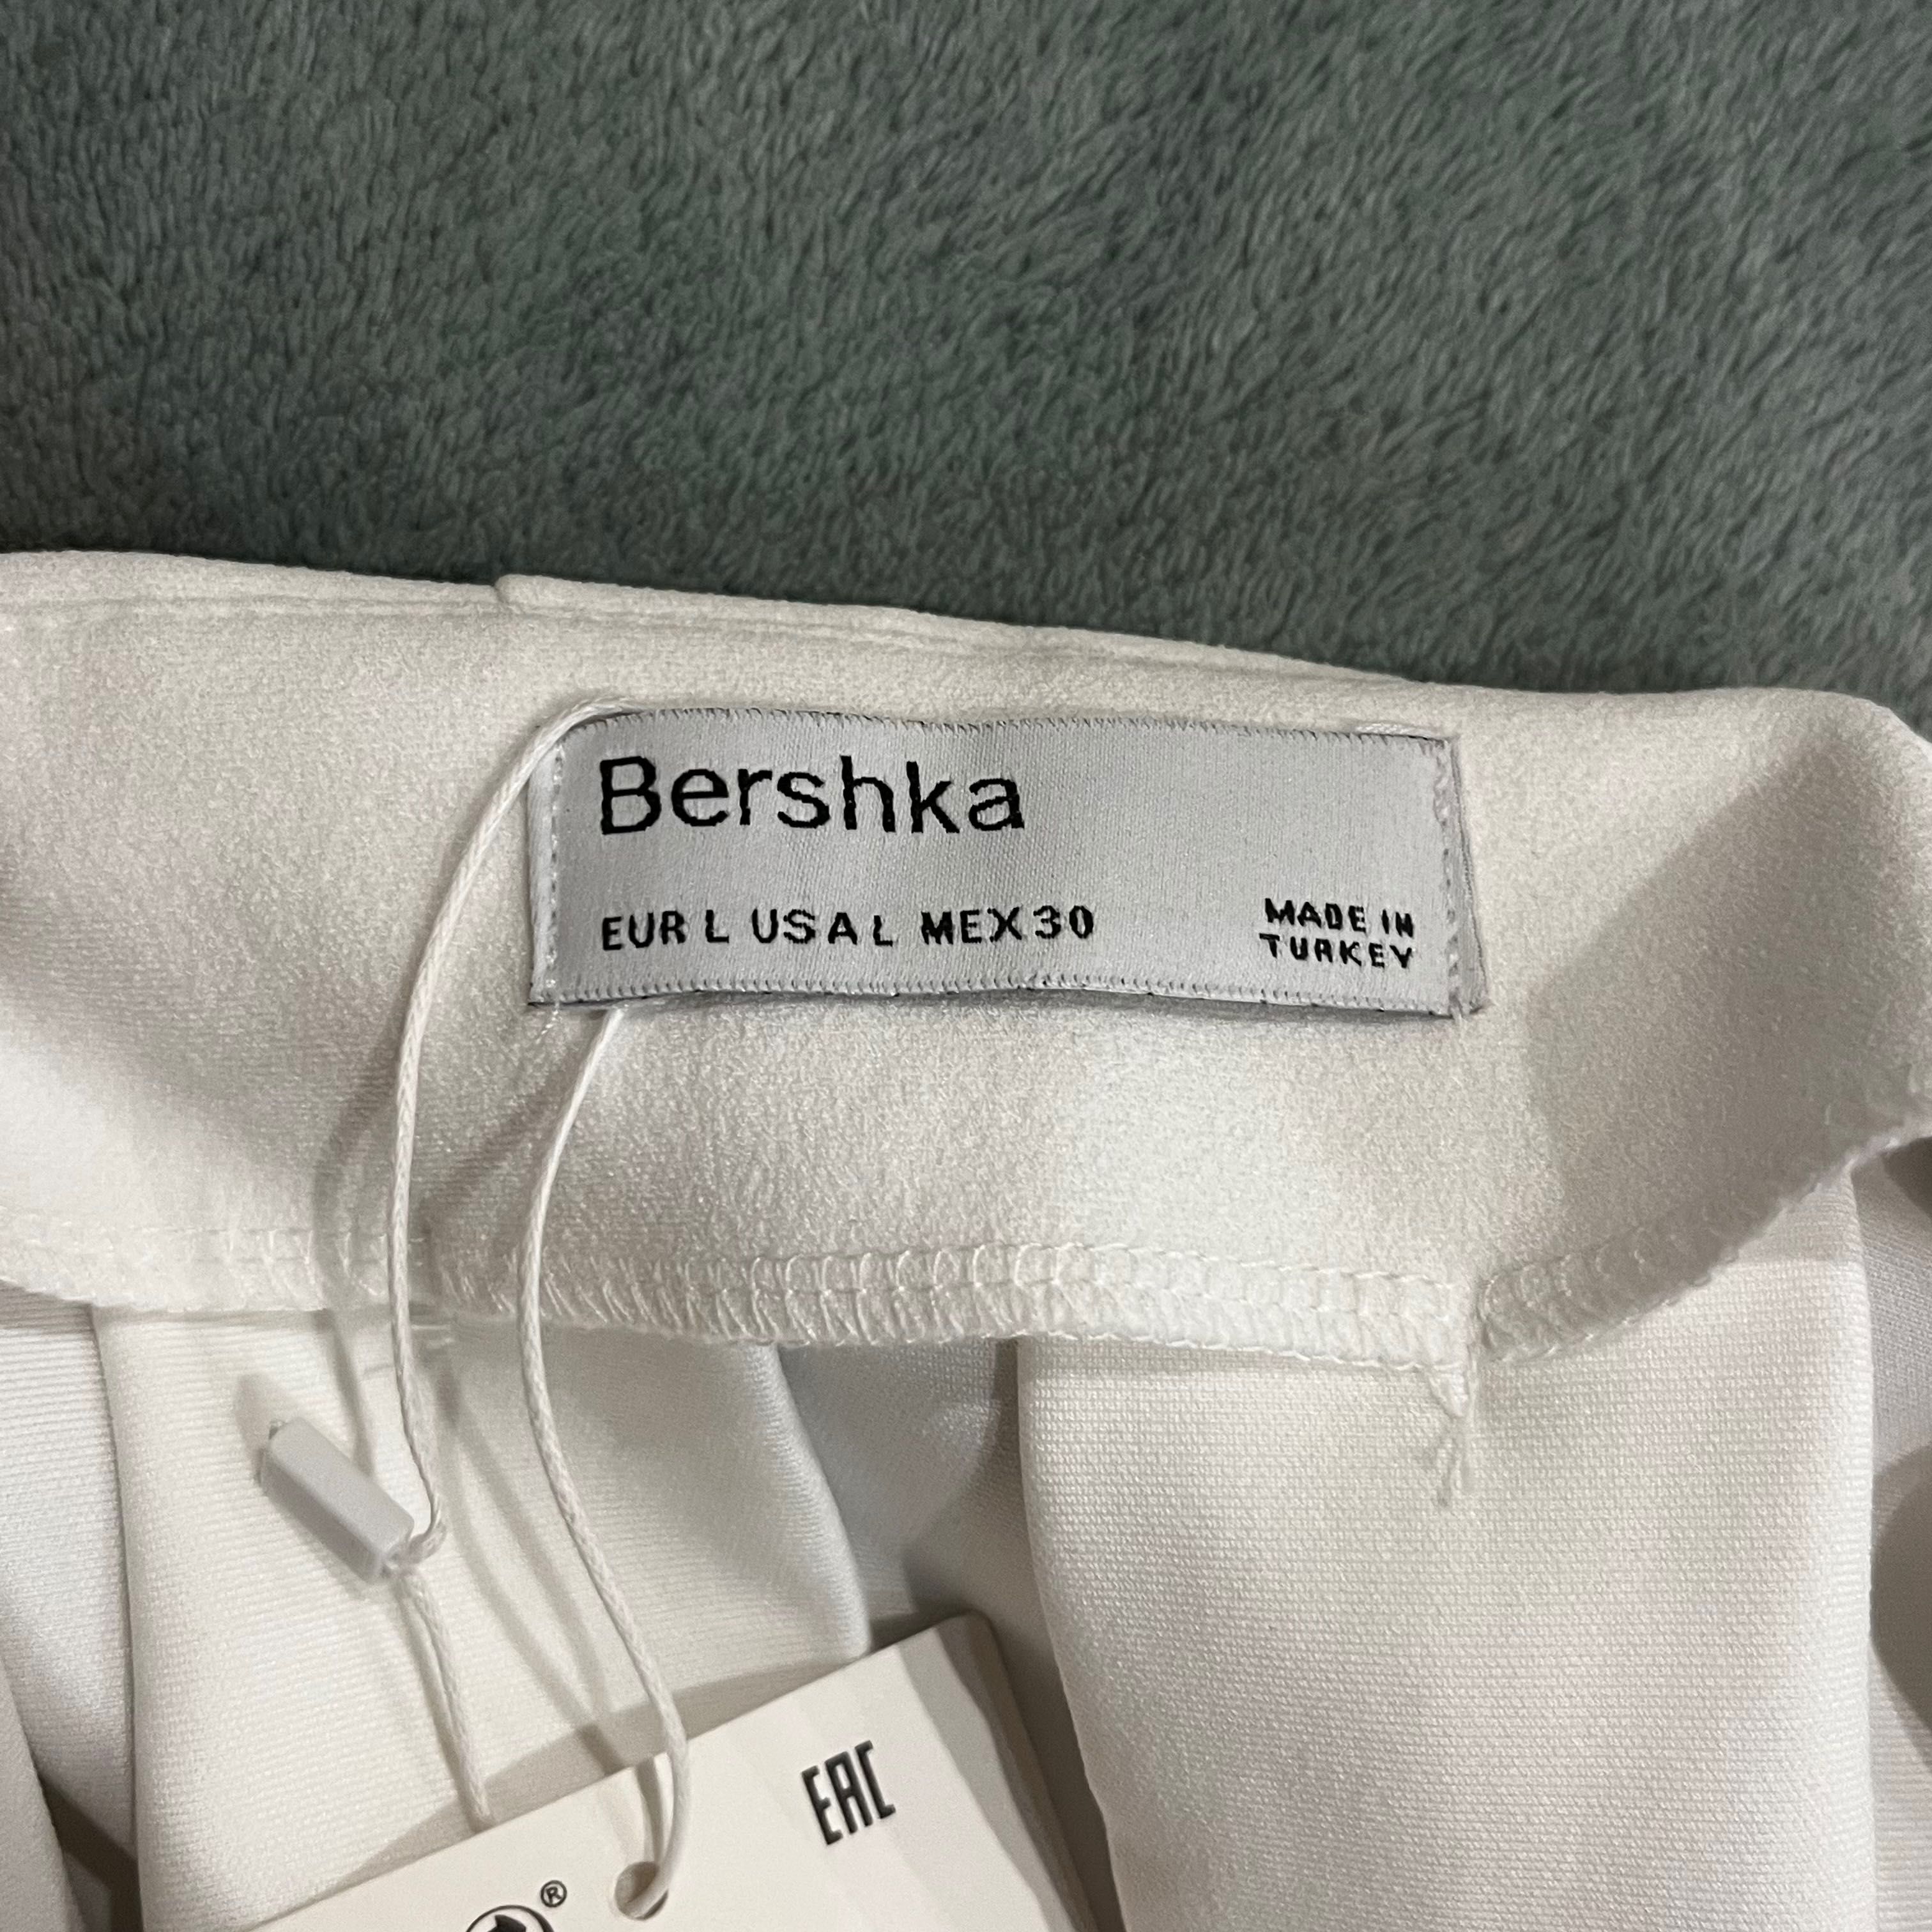 Bershka
EUR L USA L MEX 30
MADE IN
TURKEY
EAC
®